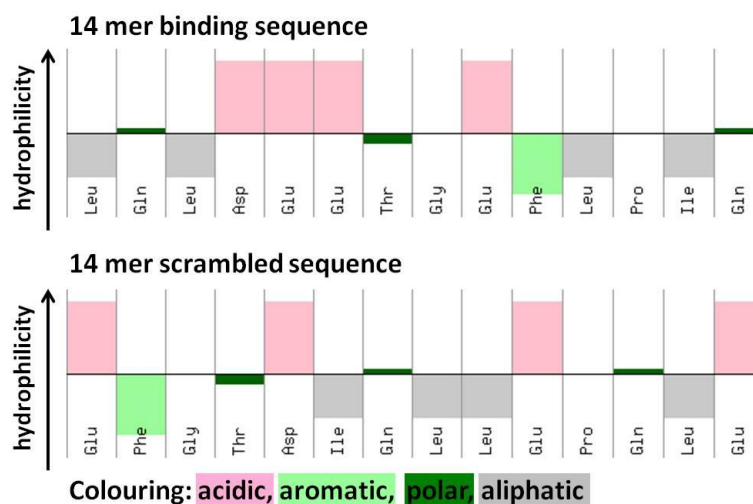 14 mer binding sequence
hydrophilicity
Leu Gln Leu Asp Glu Glu Thr Gly Glu Phe Leu Pro Ile Gln
14 mer scrambled sequence
hydrophilicity
Glu Phe Gly Thr Asp Ile Gln Leu Leu Glu Pro Gln Leu Glu
Colouring: acidic, aromatic, polar, aliphatic